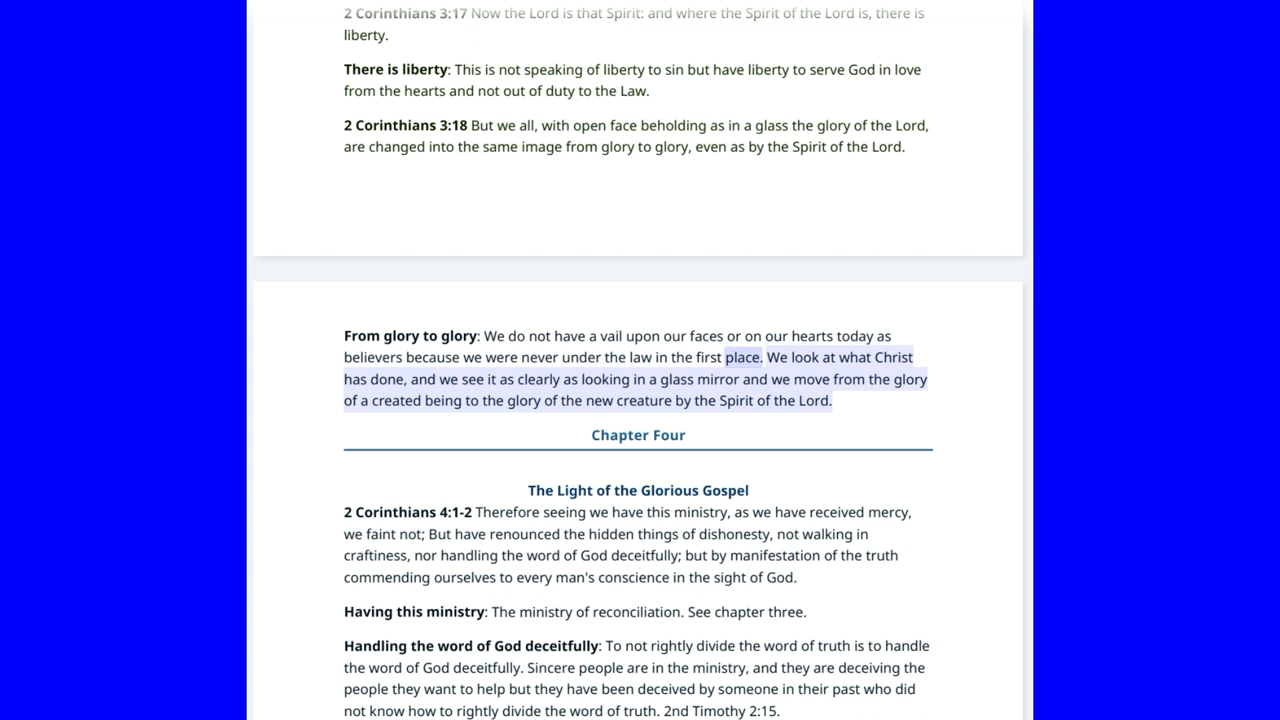 2 Corinthians 3:17 Now the Lord is that Spirit: and where the Spirit of the Lord is, there is
liberty.
There is liberty: This is not speaking of liberty to sin but have liberty to serve God in love
from the hearts and not out of duty to the Law.
2 Corinthians 3:18 But we all, with open face beholding as in a glass the glory of the Lord,
are changed into the same image from glory to glory, even as by the Spirit of the Lord.
From glory to glory: We do not have a vail upon our faces or on our hearts today as
believers because we were never under the law in the first place. We look at what Christ
has done, and we see it as clearly as looking in a glass mirror and we move from the glory
of a created being to the glory of the new creature by the Spirit of the Lord.
Chapter Four
The Light of the Glorious Gospel
2 Corinthians 4:1-2 Therefore seeing we have this ministry, as we have received mercy,
we faint not; But have renounced the hidden things of dishonesty, not walking in
craftiness, nor handling the word of God deceitfully; but by manifestation of the truth
commending ourselves to every man's conscience in the sight of God.
Having this ministry: The ministry of reconciliation. See chapter three.
Handling the word of God deceitfully: To not rightly divide the word of truth is to handle
the word of God deceitfully. Sincere people are in the ministry, and they are deceiving the
people they want to help but they have been deceived by someone in their past who did
not know how to rightly divide the word of truth. 2nd Timothy 2:15.